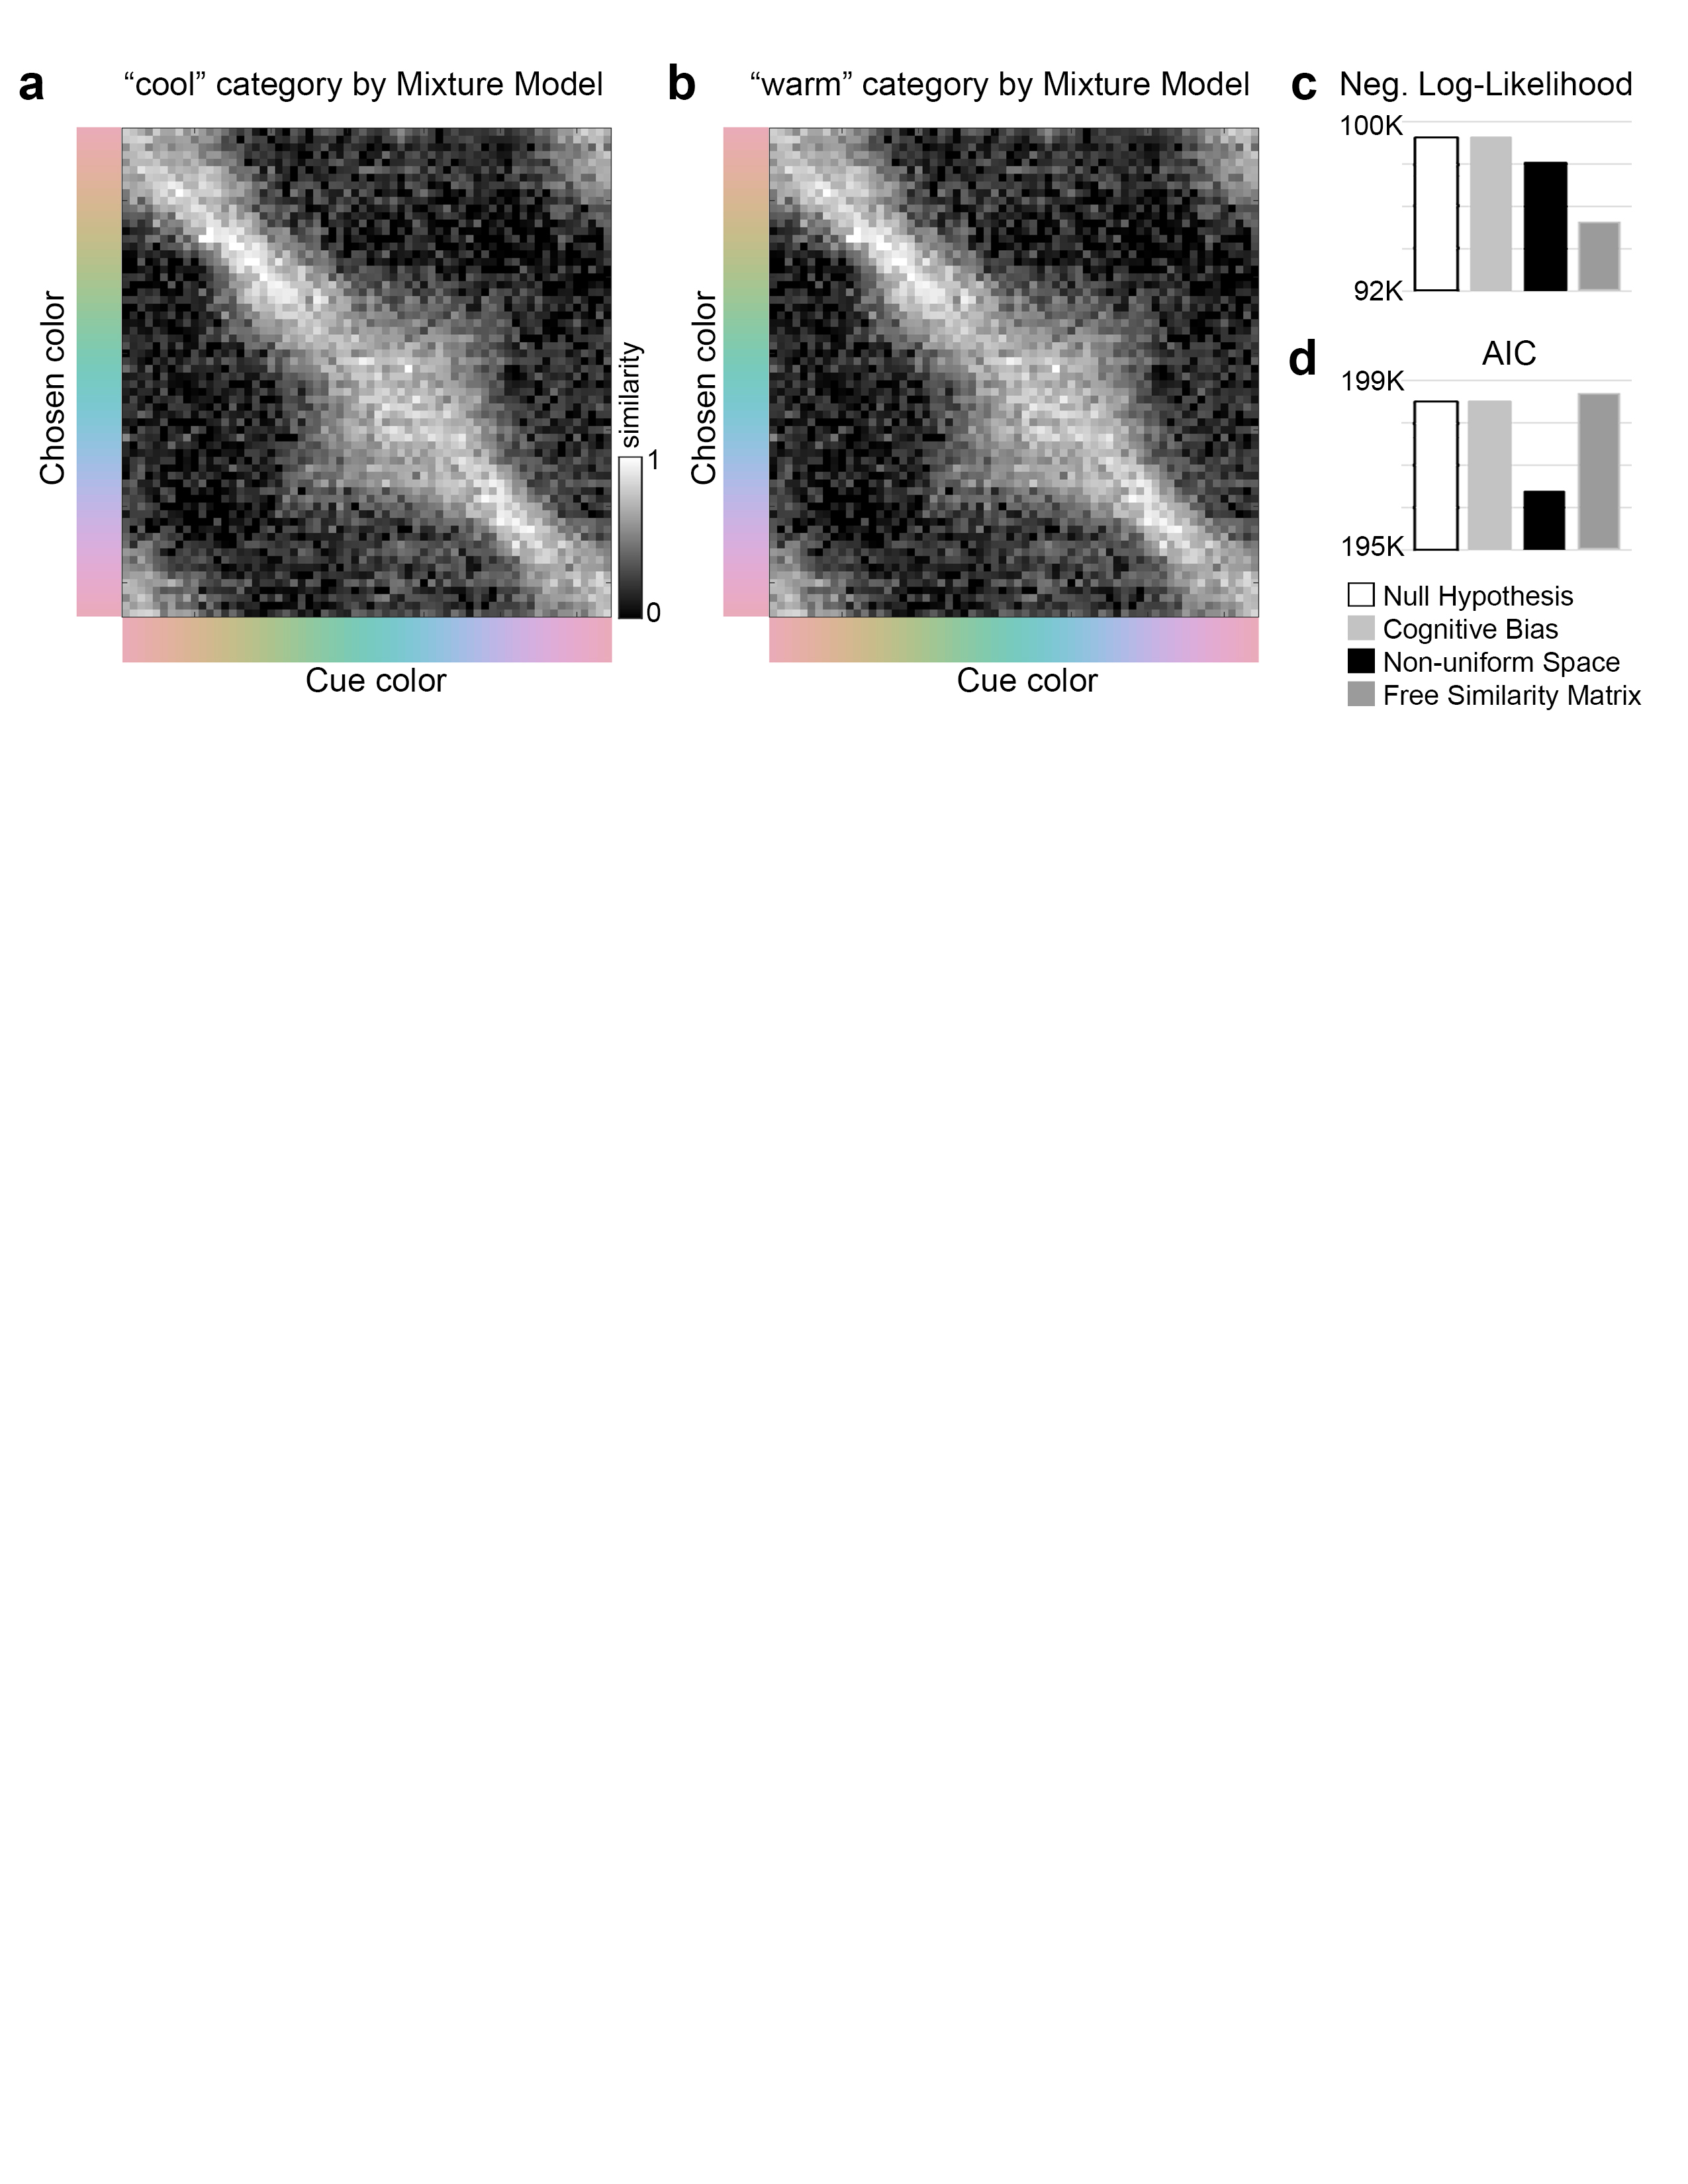 a
“cool” category by Mixture Model
Chosen color
Cue color
similarity
1
0
b
“warm” category by Mixture Model
Chosen color
Cue color
c
Neg. Log-Likelihood
100K
92K
d
AIC
199K
195K
Null Hypothesis
Cognitive Bias
Non-uniform Space
Free Similarity Matrix